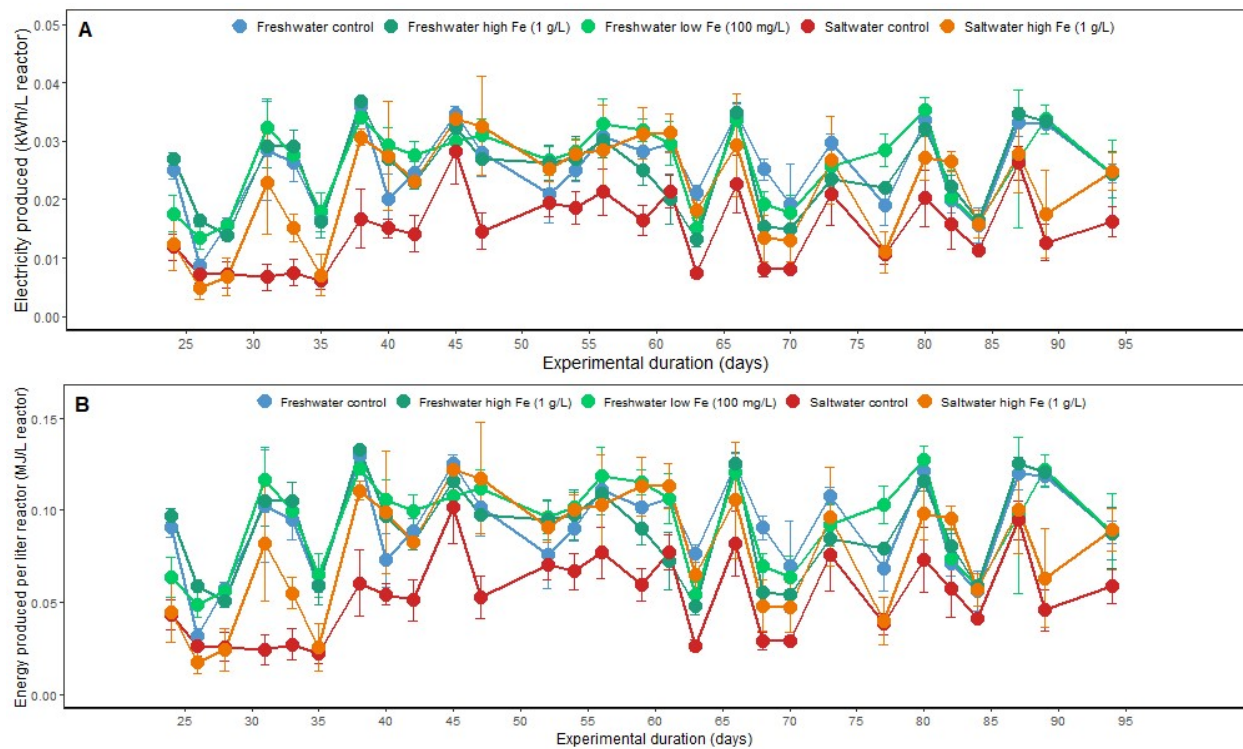 A
Freshwater control Freshwater high Fe (1 g/L) Freshwater low Fe (100 mg/L) Saltwater control Saltwater high Fe (1 g/L)
Electricity produced (KWh/L reactor)
0.05
0.04
0.03
0.02
0.01
0.00
25 30 35 40 45 50 55 60 65 70 75 80 85 90 95
Experimental duration (days)
B
Freshwater control Freshwater high Fe (1 g/L) Freshwater low Fe (100 mg/L) Saltwater control Saltwater high Fe (1 g/L)
Energy produced per liter reactor (MJ/L reactor)
0.15
0.10
0.05
0.00
25 30 35 40 45 50 55 60 65 70 75 80 85 90 95
Experimental duration (days)